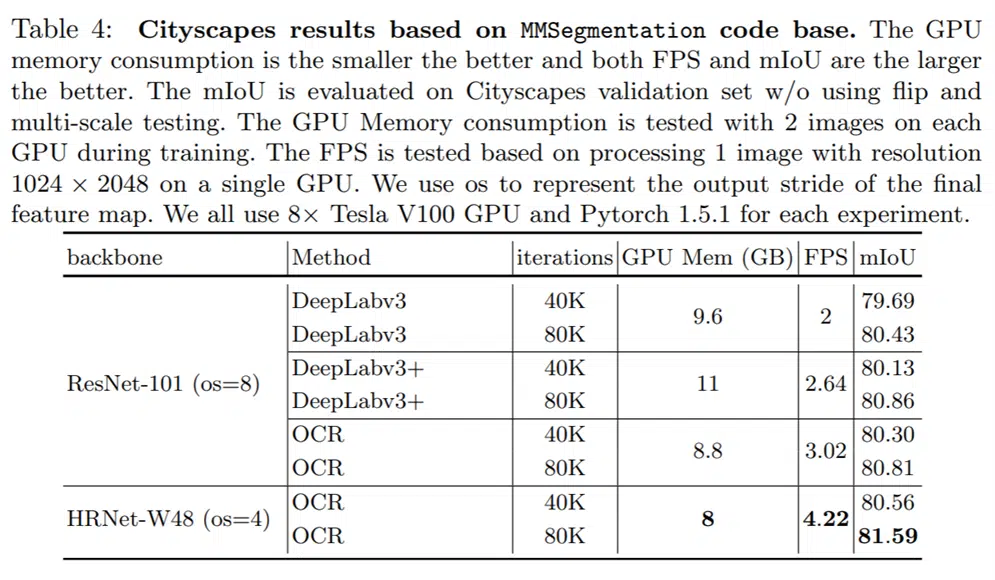 Table 4: Cityscapes results based on MMSegmentation code base. The GPU
memory consumption is the smaller the better and both FPS and mIoU are the larger
the better. The mIoU is evaluated on Cityscapes validation set w/o using flip and
multi-scale testing. The GPU Memory consumption is tested with 2 images on each
GPU during training. The FPS is tested based on processing 1 image with resolution
1024 × 2048 on a single GPU. We use os to represent the output stride of the final
feature map. We all use 8× Tesla V100 GPU and Pytorch 1.5.1 for each experiment.
backbone Method iterations GPU Mem (GB) FPS mIoU
DeepLabv3 40K 79.69
9.6 2
DeepLabv3 80K 80.43
DeepLabv3+ 40K 80.13
ResNet-101 (os=8) 11 2.64
DeepLabv3+ 80K 80.86
OCR 40K 80.30
8.8 3.02
OCR 80K 80.81
OCR 40K 80.56
HRNet-W48 (os=4) 8 4.22
OCR 80K 81.59